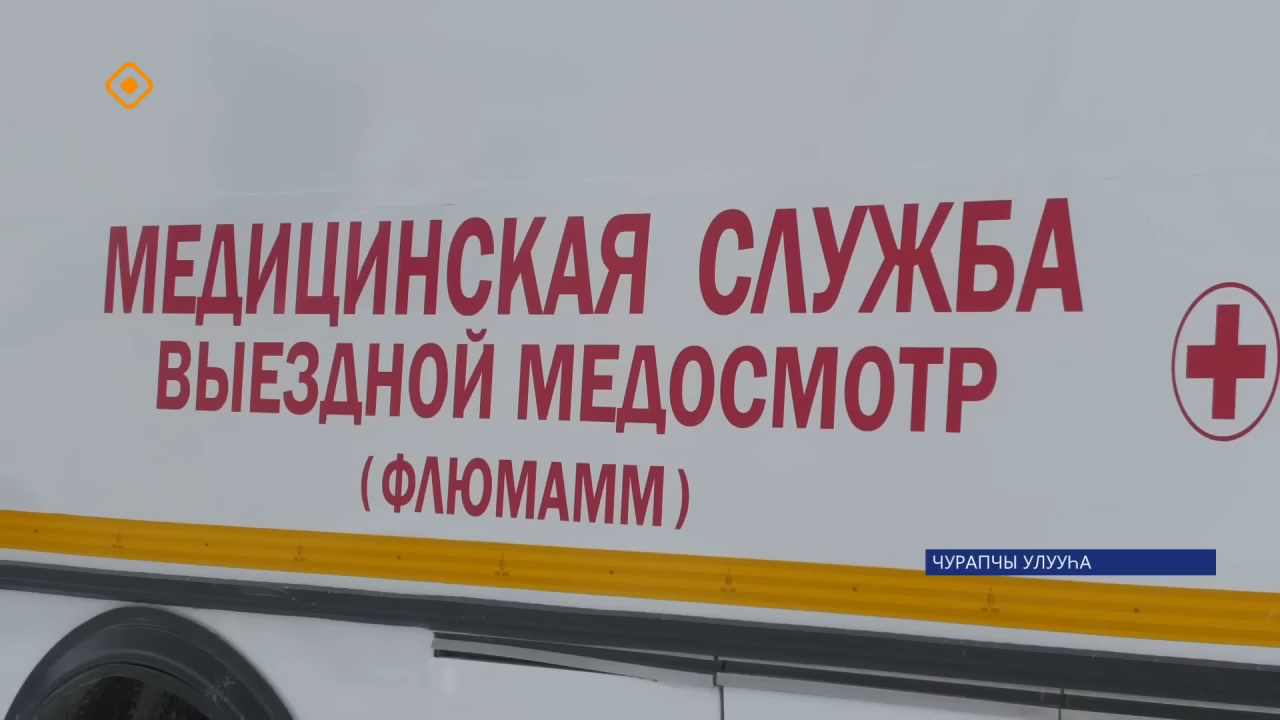 МЕДИЦИНСКАЯ СЛУЖБА
ВЫЕЗДНОЙ МЕДОСМОТР
(ФЛЮМАММ)
ЧУРАПЧЫ УЛУУҺА